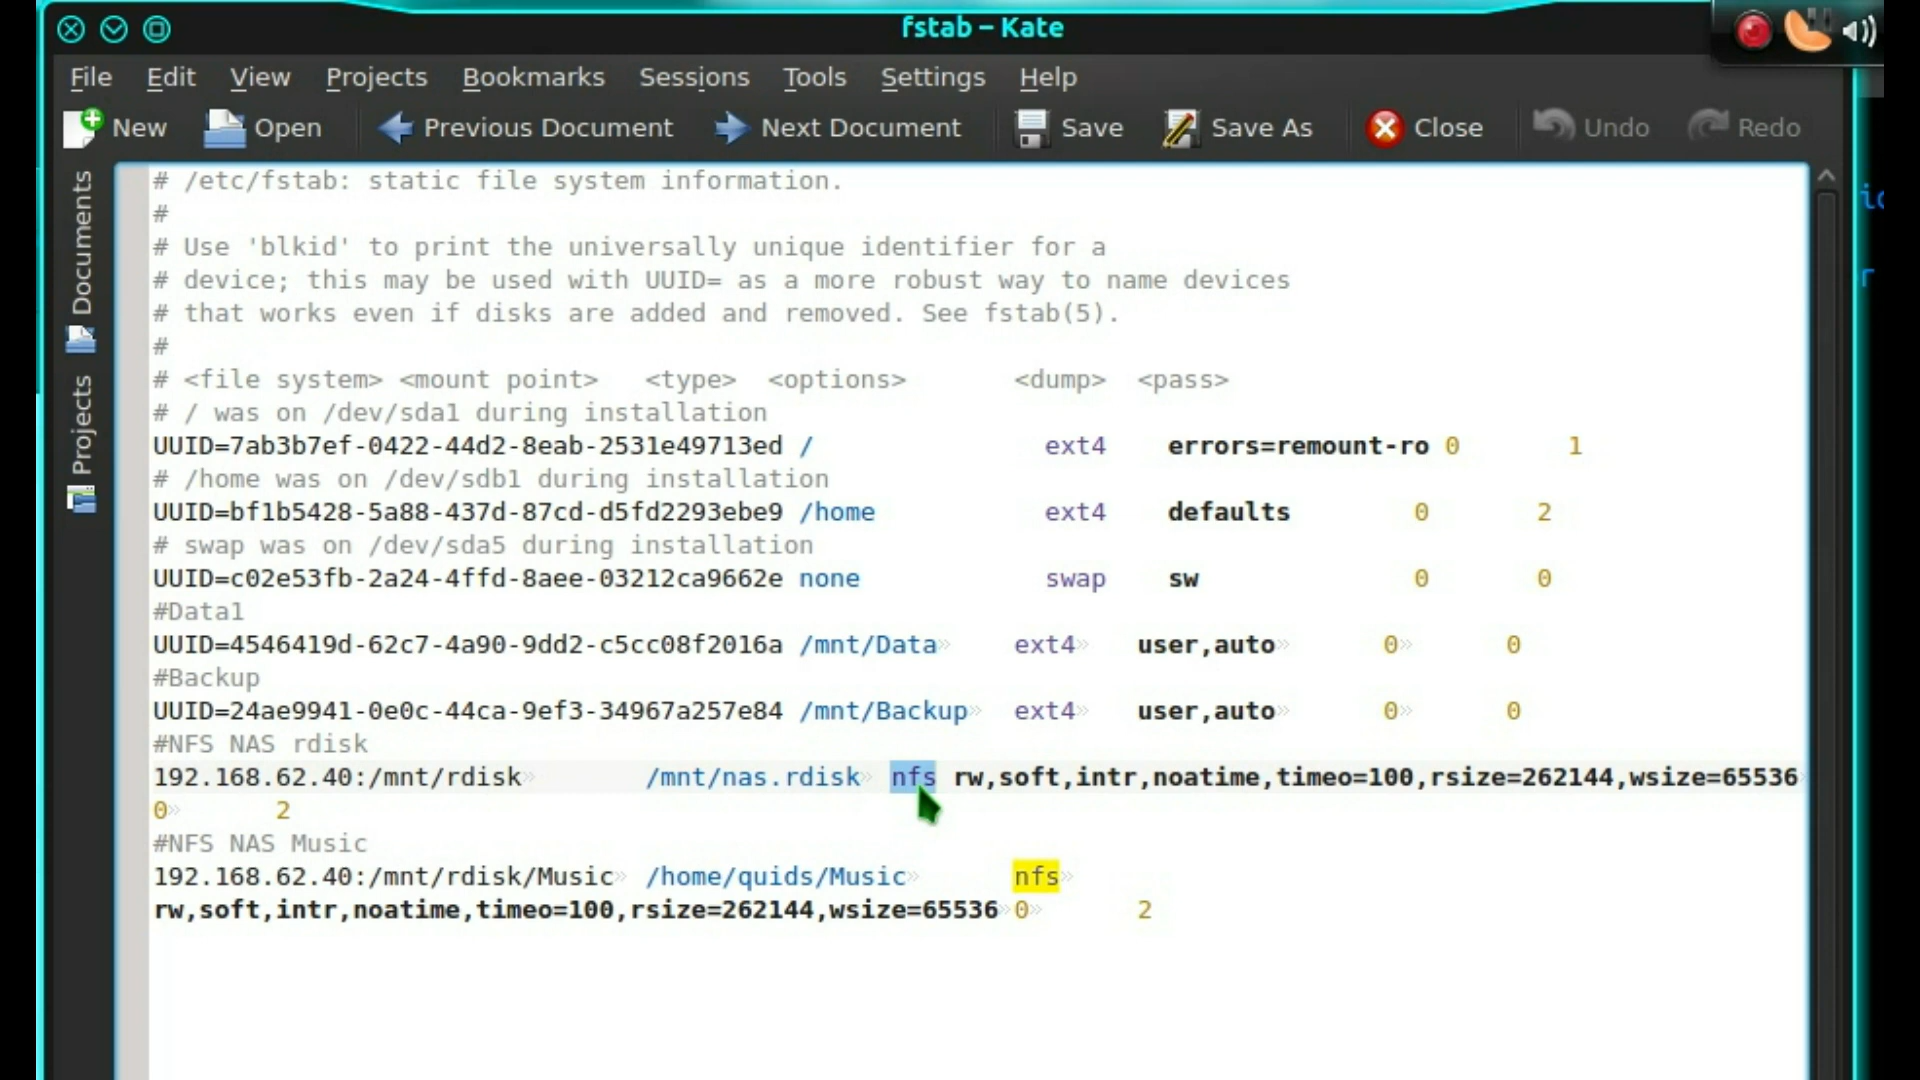 fstab – Kate
File Edit View Projects Bookmarks Sessions Tools Settings Help
New Open Previous Document Next Document Save Save As Close Undo Redo
Documents
Projects
# /etc/fstab: static file system information.
#
# Use 'blkid' to print the universally unique identifier for a
# device; this may be used with UUID= as a more robust way to name devices
# that works even if disks are added and removed. See fstab(5).
#
# <file system> <mount point>   <type>  <options>       <dump>  <pass>
# / was on /dev/sda1 during installation
UUID=7ab3b7ef-0422-44d2-8eab-2531e49713ed /               ext4    errors=remount-ro 0       1
# /home was on /dev/sdb1 during installation
UUID=bf1b5428-5a88-437d-87cd-d5fd2293ebe9 /home           ext4    defaults        0       2
# swap was on /dev/sda5 during installation
UUID=c02e53fb-2a24-4ffd-8aee-03212ca9662e none            swap    sw              0       0
#Data1
UUID=4546419d-62c7-4a90-9dd2-c5cc08f2016a /mnt/Data » ext4 » user,auto » 0 » 0
#Backup
UUID=24ae9941-0e0c-44ca-9ef3-34967a257e84 /mnt/Backup » ext4 » user,auto » 0 » 0
#NFS NAS rdisk
192.168.62.40:/mnt/rdisk » /mnt/nas.rdisk » nfs rw,soft,intr,noatime,timeo=100,rsize=262144,wsize=65536
0 » 2
#NFS NAS Music
192.168.62.40:/mnt/rdisk/Music » /home/quids/Music » nfs »
rw,soft,intr,noatime,timeo=100,rsize=262144,wsize=65536 » 0 » 2